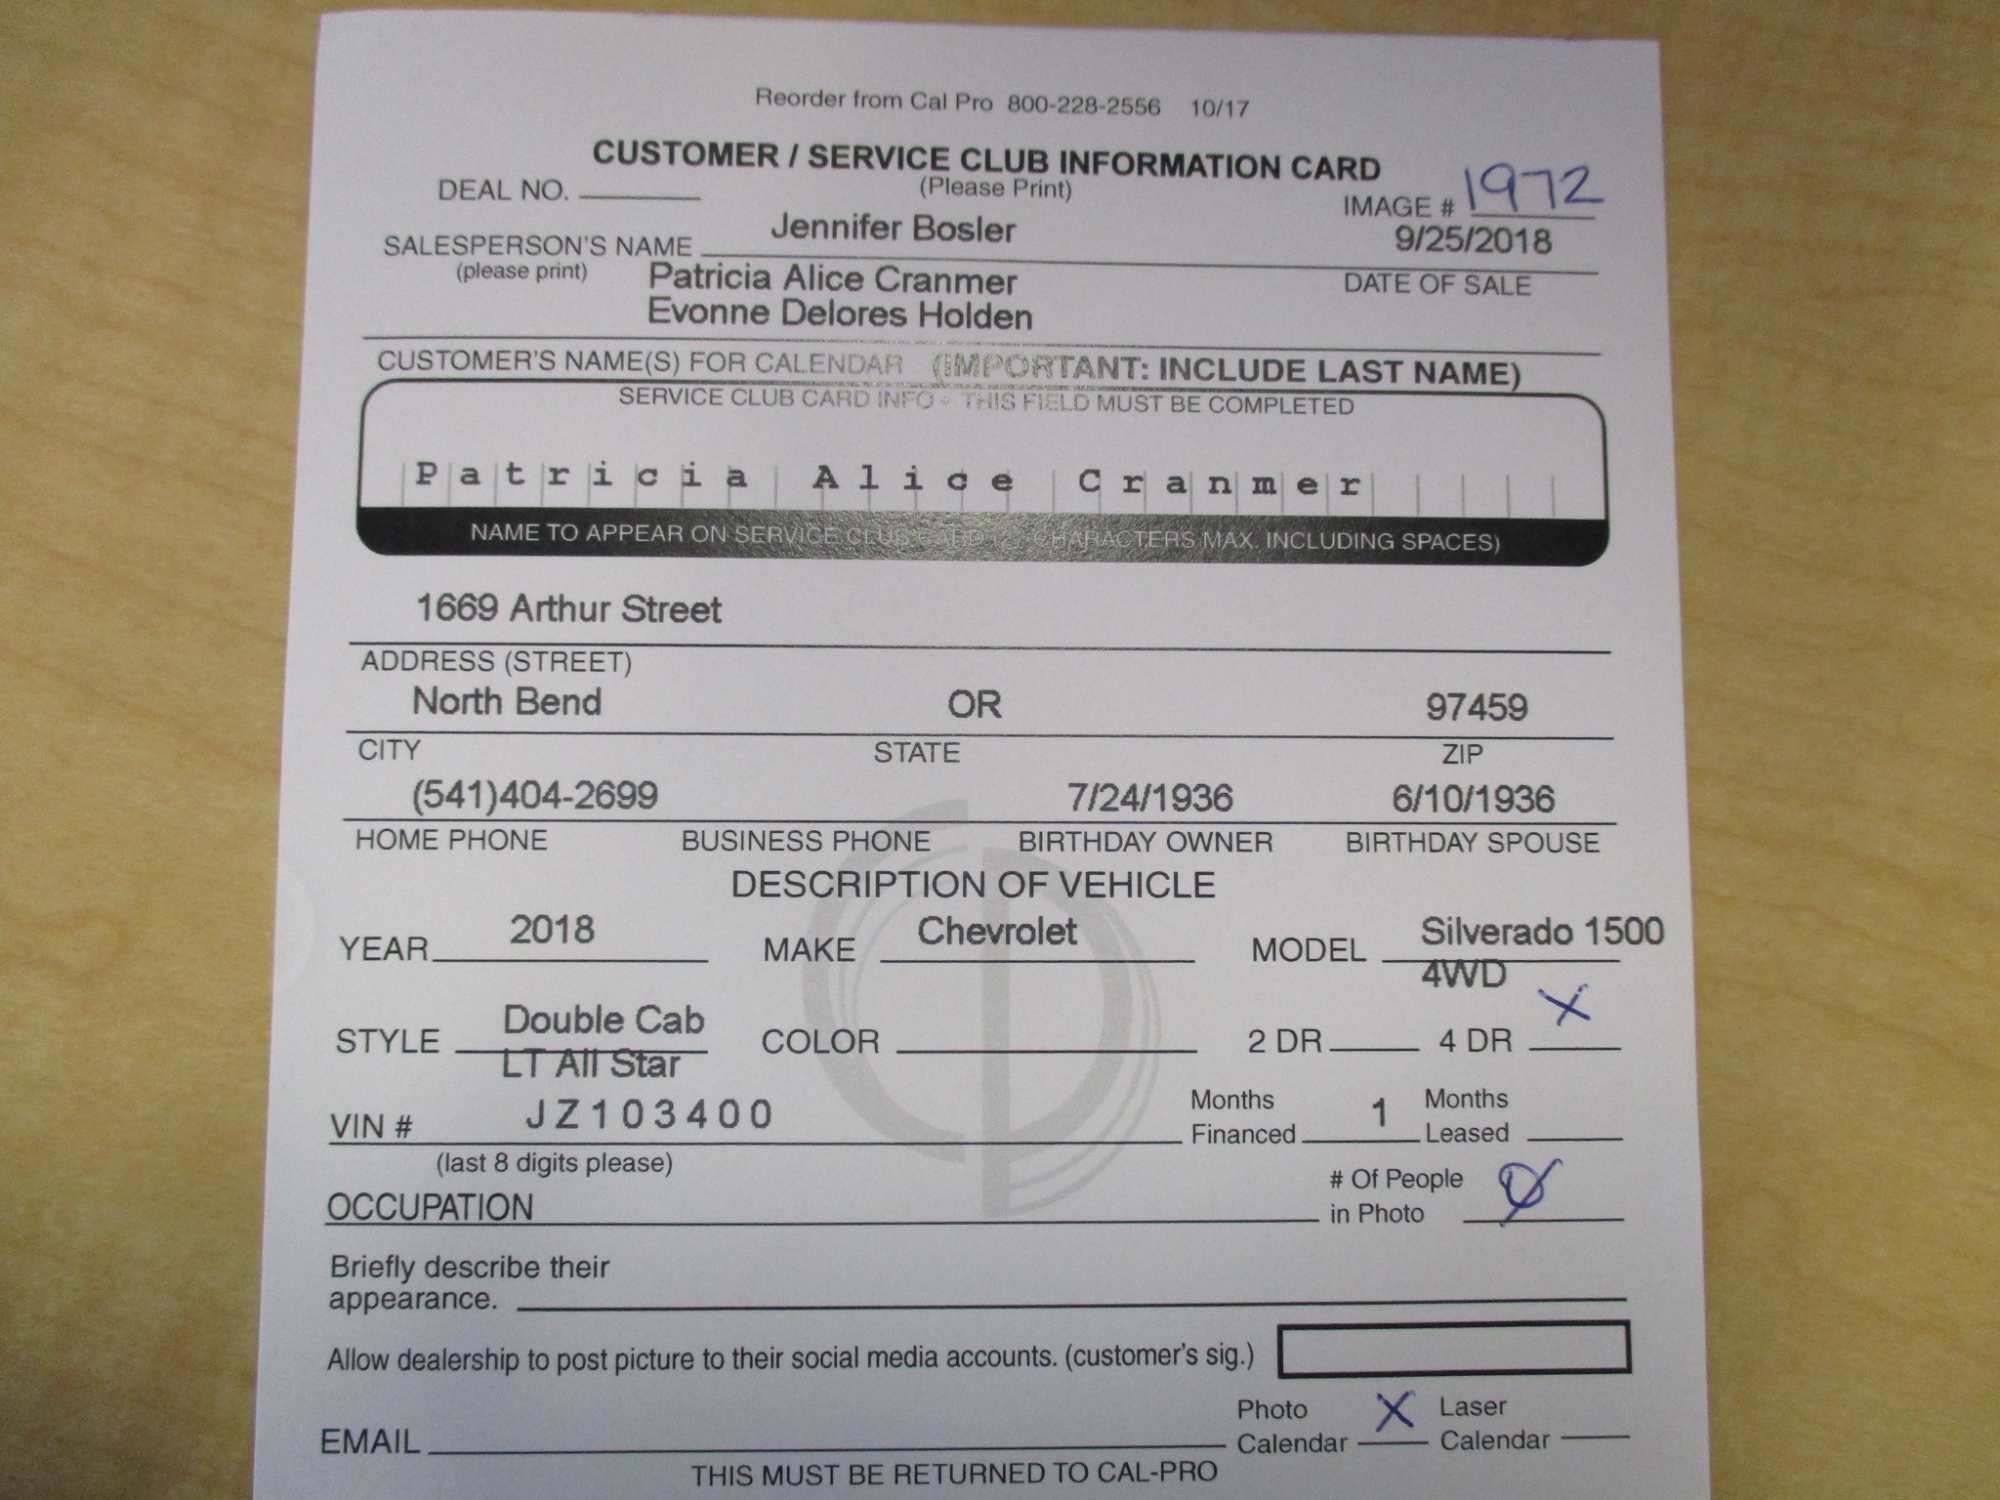 Reorder from Cal Pro 800-228-2556 10/17
CUSTOMER / SERVICE CLUB INFORMATION CARD
DEAL NO. (Please Print) IMAGE # 1972
SALESPERSON'S NAME Jennifer Bosler 9/25/2018
(please print) Patricia Alice Cranmer DATE OF SALE
Evonne Delores Holden
CUSTOMER'S NAME(S) FOR CALENDAR (IMPORTANT: INCLUDE LAST NAME)
SERVICE CLUB CARD INFO - THIS FIELD MUST BE COMPLETED
Patricia Alice Cranmer
NAME TO APPEAR ON SERVICE CLUB CARD CHARACTERS MAX. INCLUDING SPACES)
1669 Arthur Street
ADDRESS (STREET)
North Bend OR 97459
CITY STATE ZIP
(541)404-2699 7/24/1936 6/10/1936
HOME PHONE BUSINESS PHONE BIRTHDAY OWNER BIRTHDAY SPOUSE
DESCRIPTION OF VEHICLE
YEAR 2018 MAKE Chevrolet MODEL Silverado 1500
4WD
STYLE Double Cab COLOR 2 DR 4 DR X
LT All Star
VIN # JZ103400 Months Financed 1 Months Leased
(last 8 digits please)
OCCUPATION # Of People in Photo Ø
Briefly describe their
appearance.
Allow dealership to post picture to their social media accounts. (customer's sig.)
EMAIL Photo Calendar X Laser Calendar
THIS MUST BE RETURNED TO CAL-PRO